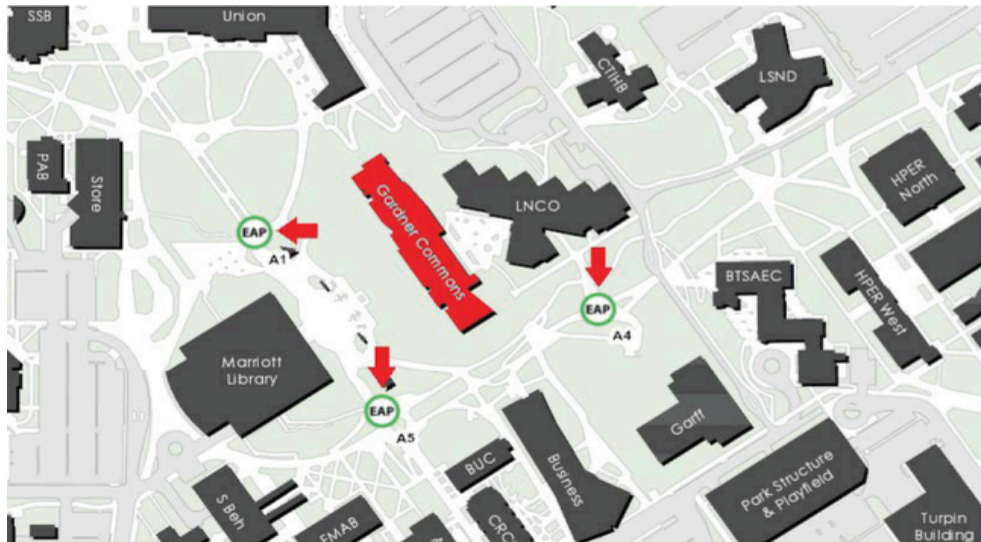 SSB
Union
CTIHB
LSND
PAB
Store
Gardner Commons
LNCO
HPER
North
EAP
A1
BTSAEC
HPER West
EAP
A4
Marriott
Library
EAP
A5
Garff
BUC
Business
Park Structure
& Playfield
S Beh
FMAB
CRCC
Turpin
Building